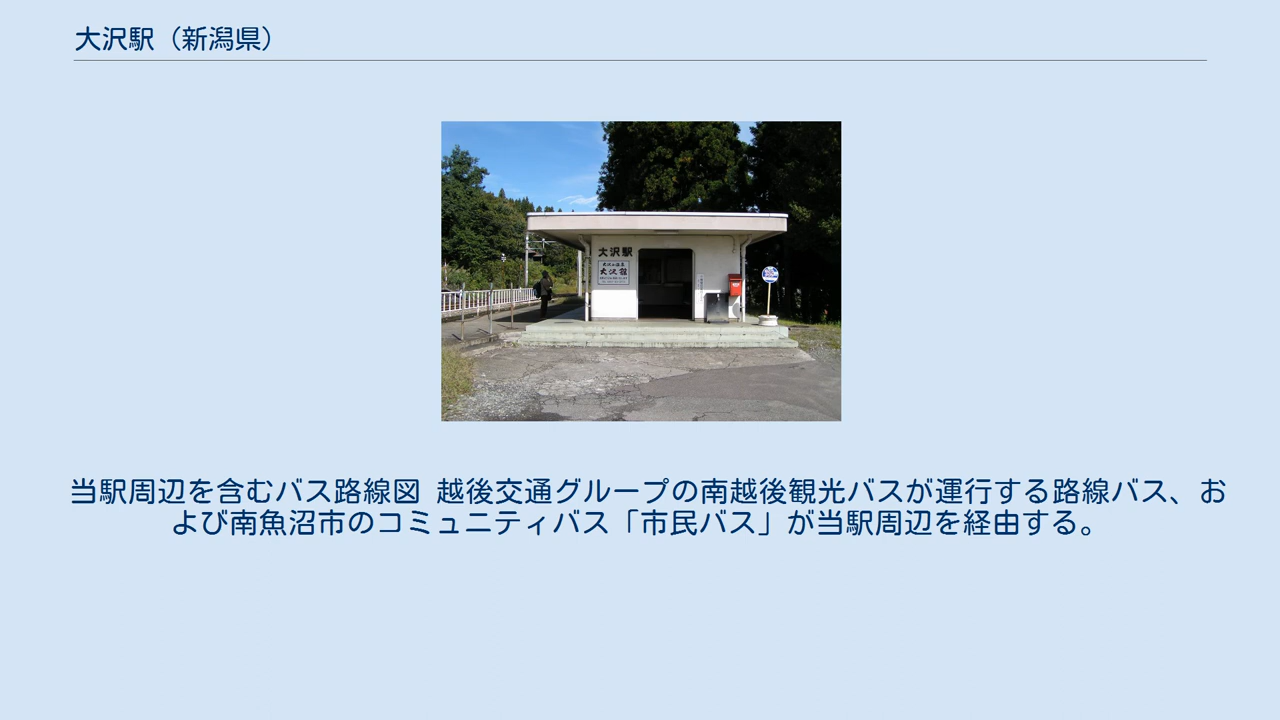 大沢駅（新潟県）
大沢駅
大沢館
当駅周辺を含むバス路線図 越後交通グループの南越後観光バスが運行する路線バス、お
よび南魚沼市のコミュニティバス「市民バス」が当駅周辺を経由する。